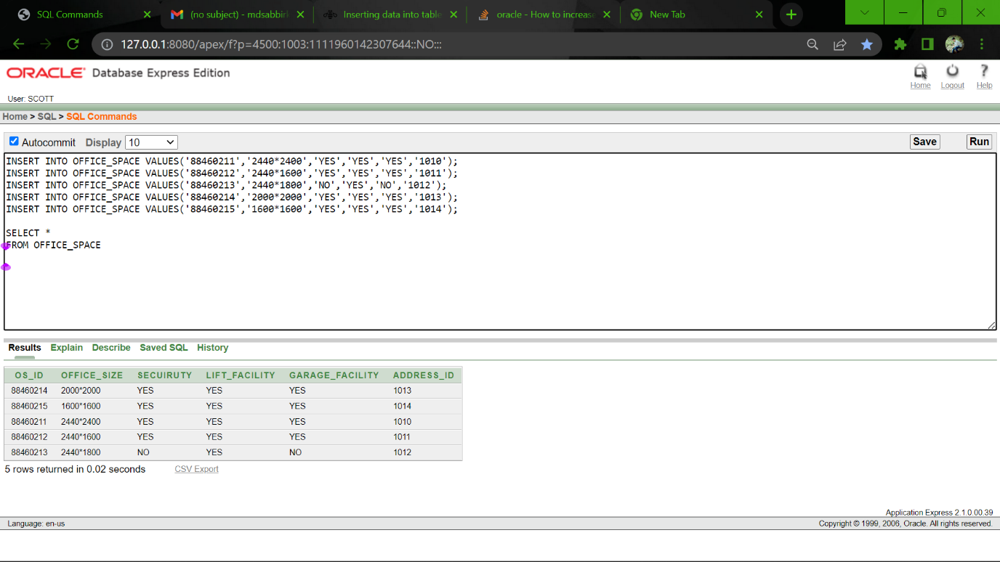 SQL Commands
(no subject) - mdsabbir
Inserting data into table
oracle - How to increase
New Tab
127.0.0.1:8080/apex/f?p=4500:1003:1111960142307644::NO:::
ORACLE Database Express Edition
Home Logout Help
User: SCOTT
Home > SQL > SQL Commands
Autocommit Display 10 Save Run
INSERT INTO OFFICE_SPACE VALUES('88460211','2440*2400','YES','YES','YES','1010');
INSERT INTO OFFICE_SPACE VALUES('88460212','2440*1600','YES','YES','YES','1011');
INSERT INTO OFFICE_SPACE VALUES('88460213','2440*1800','NO','YES','NO','1012');
INSERT INTO OFFICE_SPACE VALUES('88460214','2000*2000','YES','YES','YES','1013');
INSERT INTO OFFICE_SPACE VALUES('88460215','1600*1600','YES','YES','YES','1014');
SELECT *
FROM OFFICE_SPACE
Results Explain Describe Saved SQL History
OS_ID OFFICE_SIZE SECUIRUTY LIFT_FACILITY GARAGE_FACILITY ADDRESS_ID
88460214 2000*2000 YES YES YES 1013
88460215 1600*1600 YES YES YES 1014
88460211 2440*2400 YES YES YES 1010
88460212 2440*1600 YES YES YES 1011
88460213 2440*1800 NO YES NO 1012
5 rows returned in 0.02 seconds CSV Export
Application Express 2.1.0.00.39
Language: en-us Copyright © 1999, 2006, Oracle. All rights reserved.